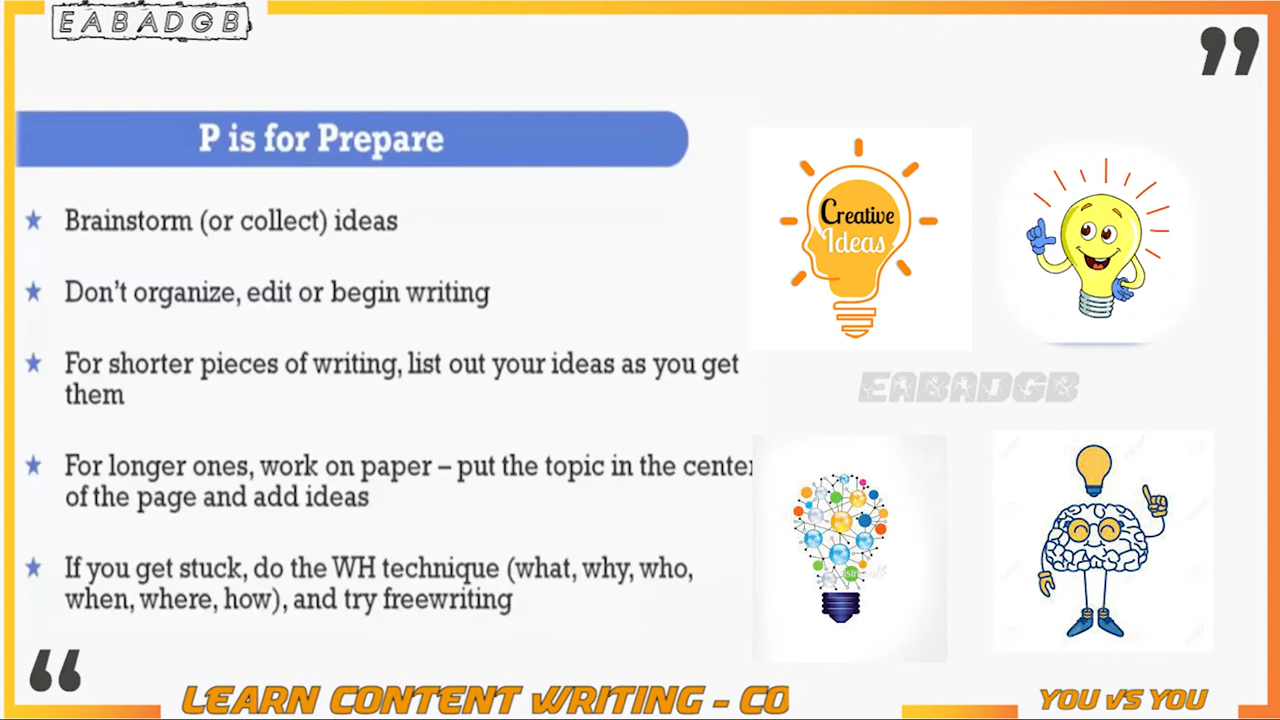 EABADGB
P is for Prepare
Brainstorm (or collect) ideas
Don't organize, edit or begin writing
For shorter pieces of writing, list out your ideas as you get
them
For longer ones, work on paper – put the topic in the center
of the page and add ideas
If you get stuck, do the WH technique (what, why, who,
when, where, how), and try freewriting
Creative
Ideas
EABADGB
LEARN CONTENT WRITING - CO
YOU VS YOU